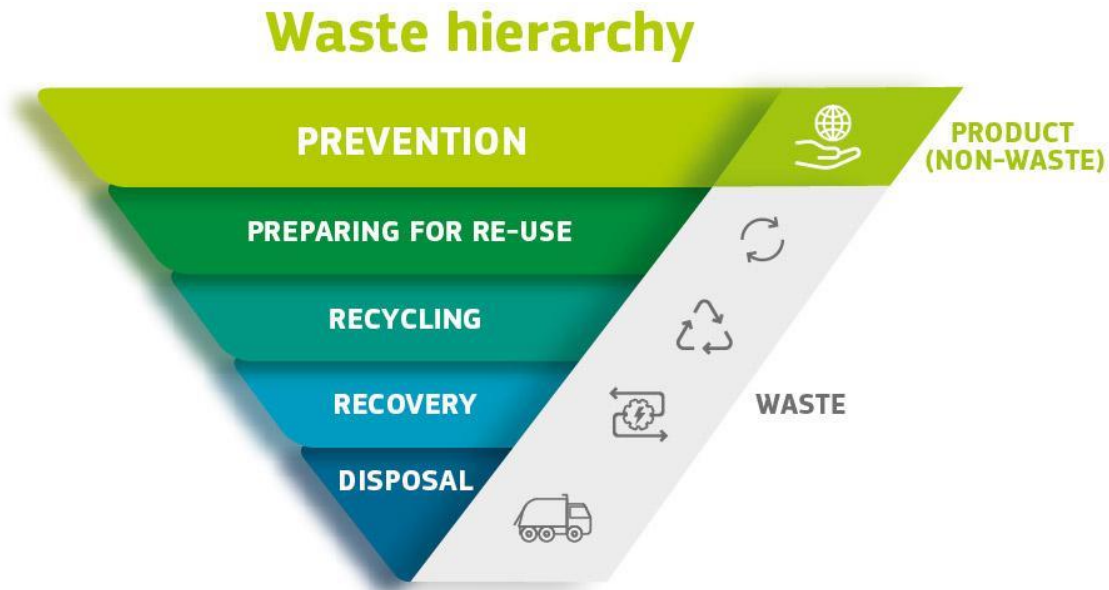 Waste hierarchy
PREVENTION
PRODUCT
(NON-WASTE)
PREPARING FOR RE-USE
RECYCLING
RECOVERY
WASTE
DISPOSAL